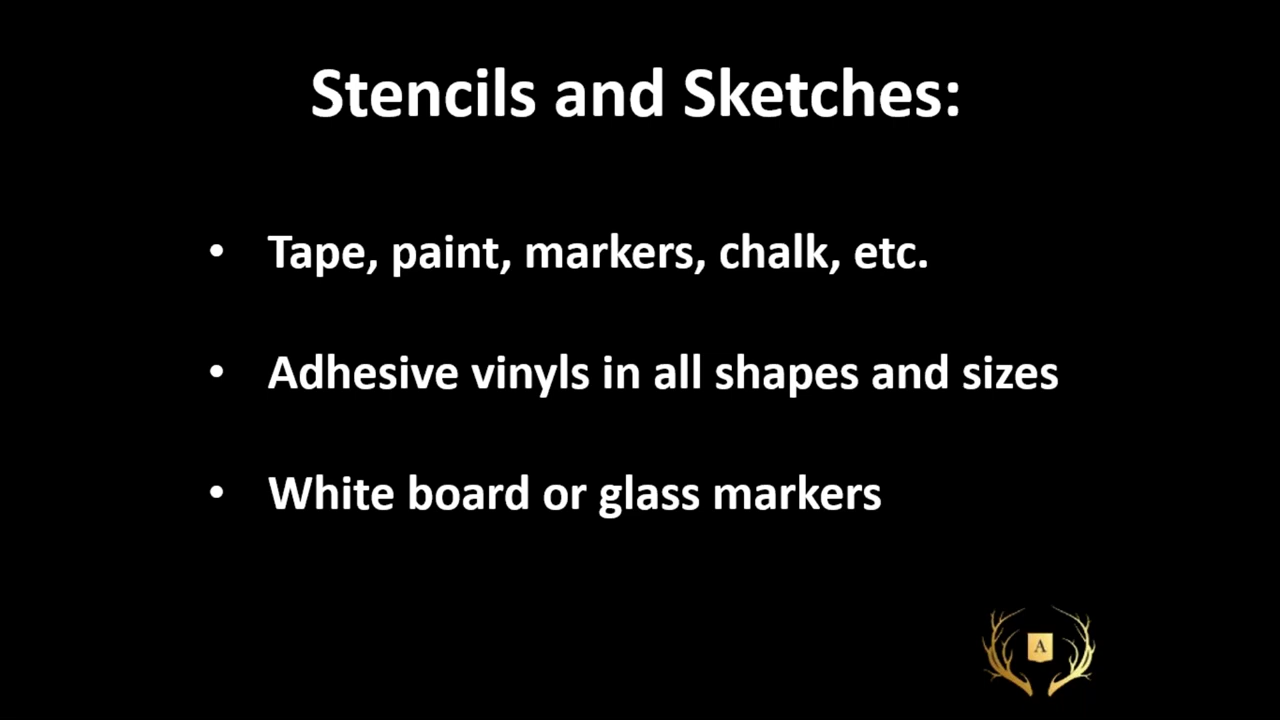 Stencils and Sketches:
• Tape, paint, markers, chalk, etc.
• Adhesive vinyls in all shapes and sizes
• White board or glass markers
A